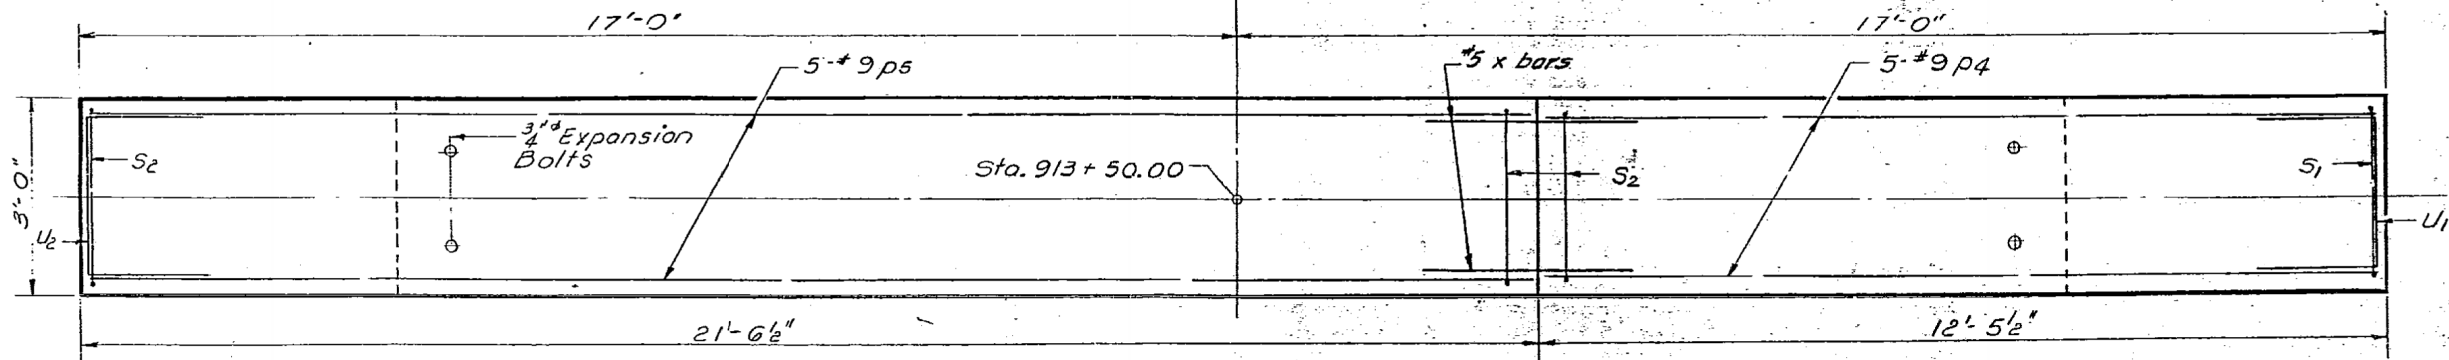 17'-0"
17'-0"
5-#9 p5
#5 x bars
5-#9 p4
3/4"ø Expansion
Bolts
S2
Sta. 913 + 50.00
S2
S1
3'-0"
U2
U1
21'-6½"
12'-5½"